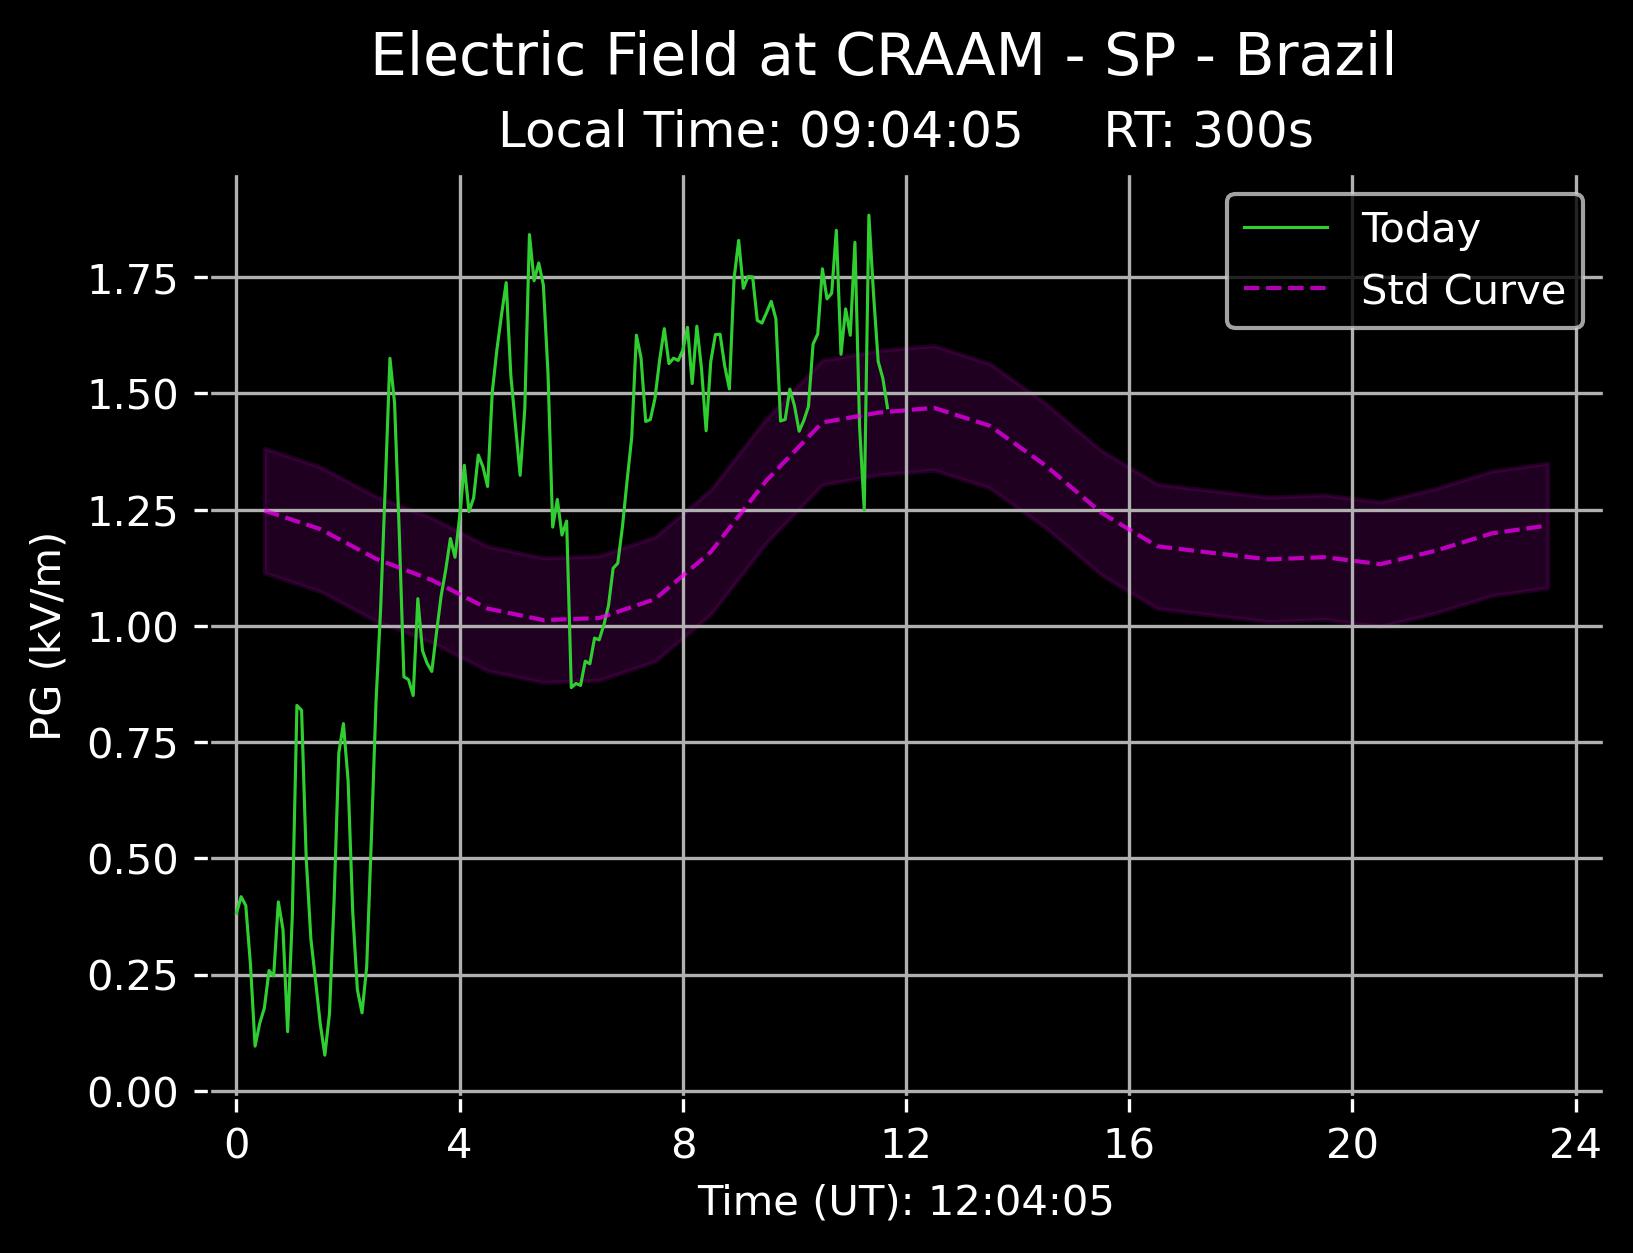 Electric Field at CRAAM - SP - Brazil
Local Time: 09:04:05 RT: 300s
Today
Std Curve
PG (kV/m)
1.75
1.50
1.25
1.00
0.75
0.50
0.25
0.00
0 4 8 12 16 20 24
Time (UT): 12:04:05